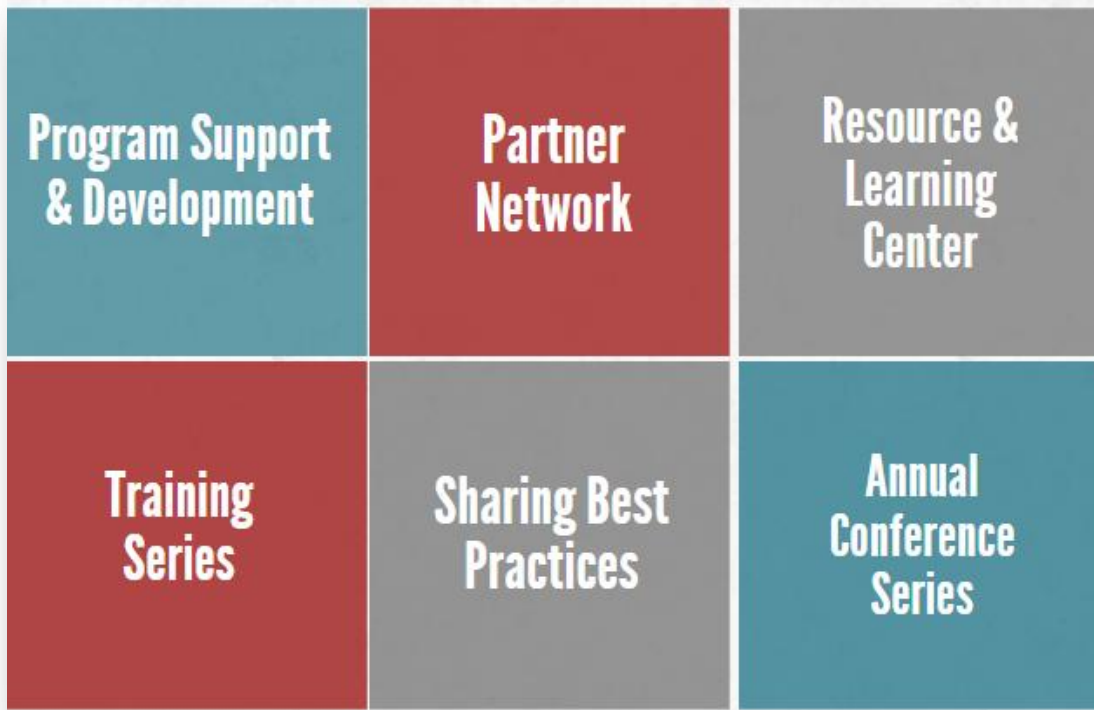 Program Support
& Development
Partner
Network
Resource &
Learning
Center
Training
Series
Sharing Best
Practices
Annual
Conference
Series